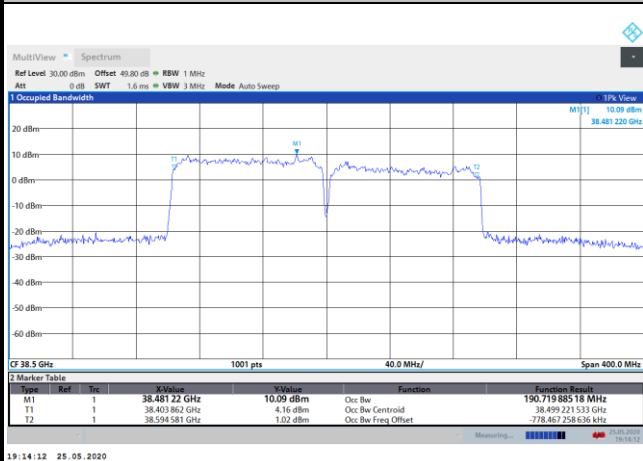 MultiView Spectrum
Ref Level 30.00 dBm Offset 49.80 dB RBW 1 MHz
Att 0 dB SWT 1.6 ms VBW 3 MHz Mode Auto Sweep
1 Occupied Bandwidth 1Pk View
M1[1] 10.09 dBm
38.481 220 GHz
20 dBm
M1
10 dBm
T1
T2
0 dBm
-10 dBm
-20 dBm
-30 dBm
-40 dBm
-50 dBm
-60 dBm
CF 38.5 GHz 1001 pts 40.0 MHz/ Span 400.0 MHz
2 Marker Table
Type Ref Trc X-Value Y-Value Function Function Result
M1 1 38.481 22 GHz 10.09 dBm Occ Bw 190.719 885 18 MHz
T1 1 38.403 862 GHz 4.16 dBm Occ Bw Centroid 38.499 221 533 GHz
T2 1 38.594 581 GHz 1.02 dBm Occ Bw Freq Offset -778.467 258 636 kHz
Measuring... 25.05.2020
19:14:12
19:14:12 25.05.2020